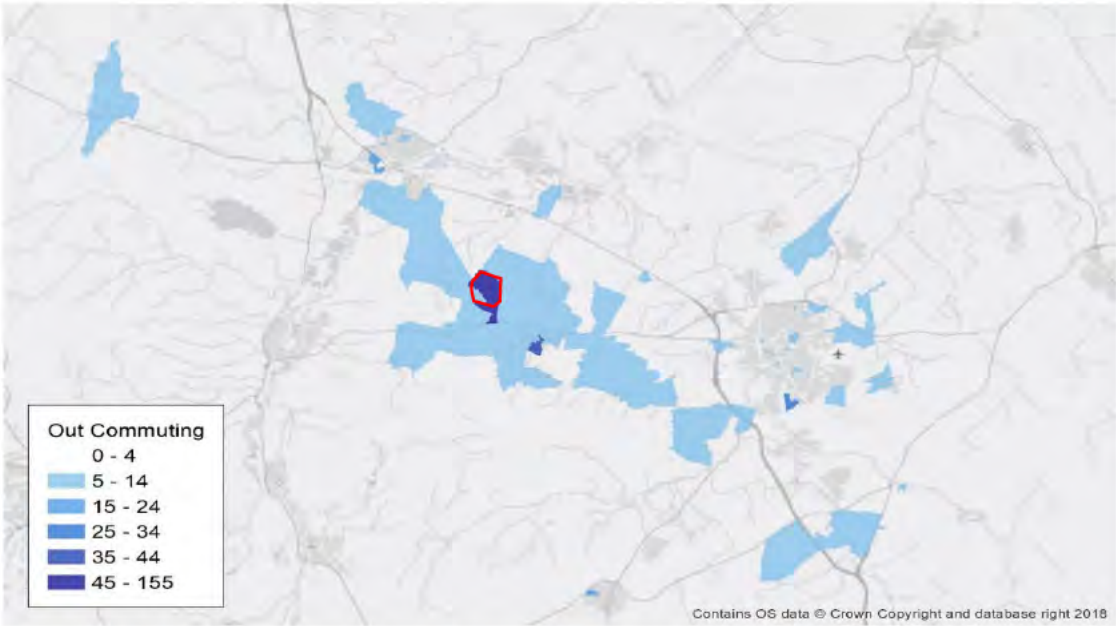 Out Commuting
0 - 4
5 - 14
15 - 24
25 - 34
35 - 44
45 - 155
Contains OS data © Crown Copyright and database right 2018